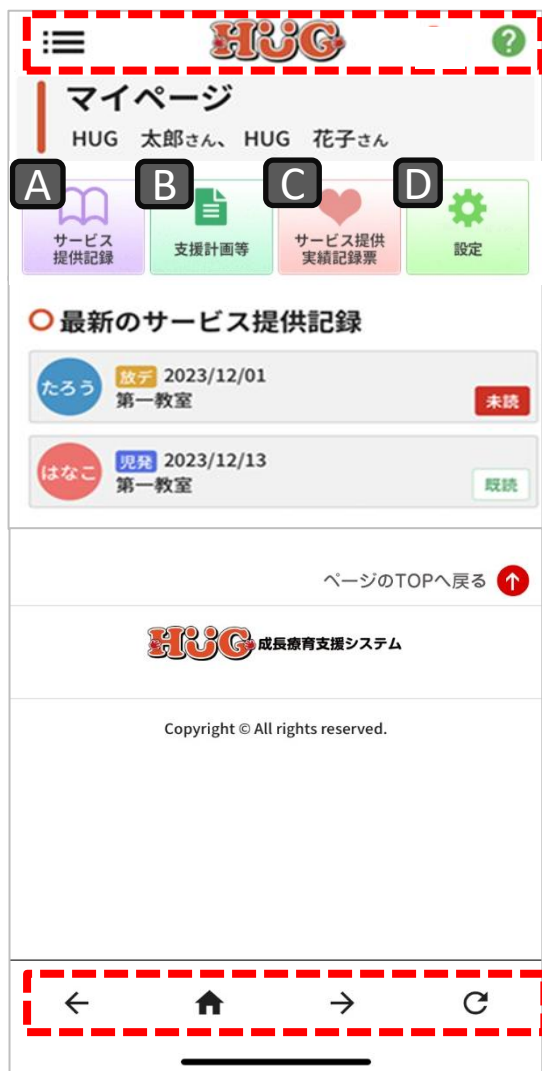 HUG
?
マイページ
HUG 太郎さん、 HUG 花子さん
A
B
C
D
サービス
提供記録
支援計画等
サービス提供
実績記録票
設定
最新のサービス提供記録
たろう
放デ 2023/12/01
第一教室
未読
はなこ
児発 2023/12/13
第一教室
既読
ページのTOPへ戻る
HUG 成長療育支援システム
Copyright © All rights reserved.